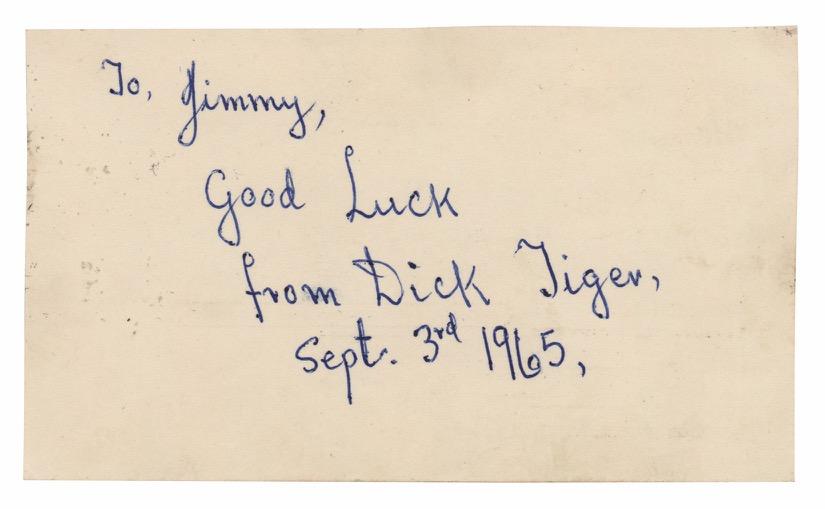 To, Jimmy,
Good Luck
from Dick Tiger,
Sept. 3rd 1965,